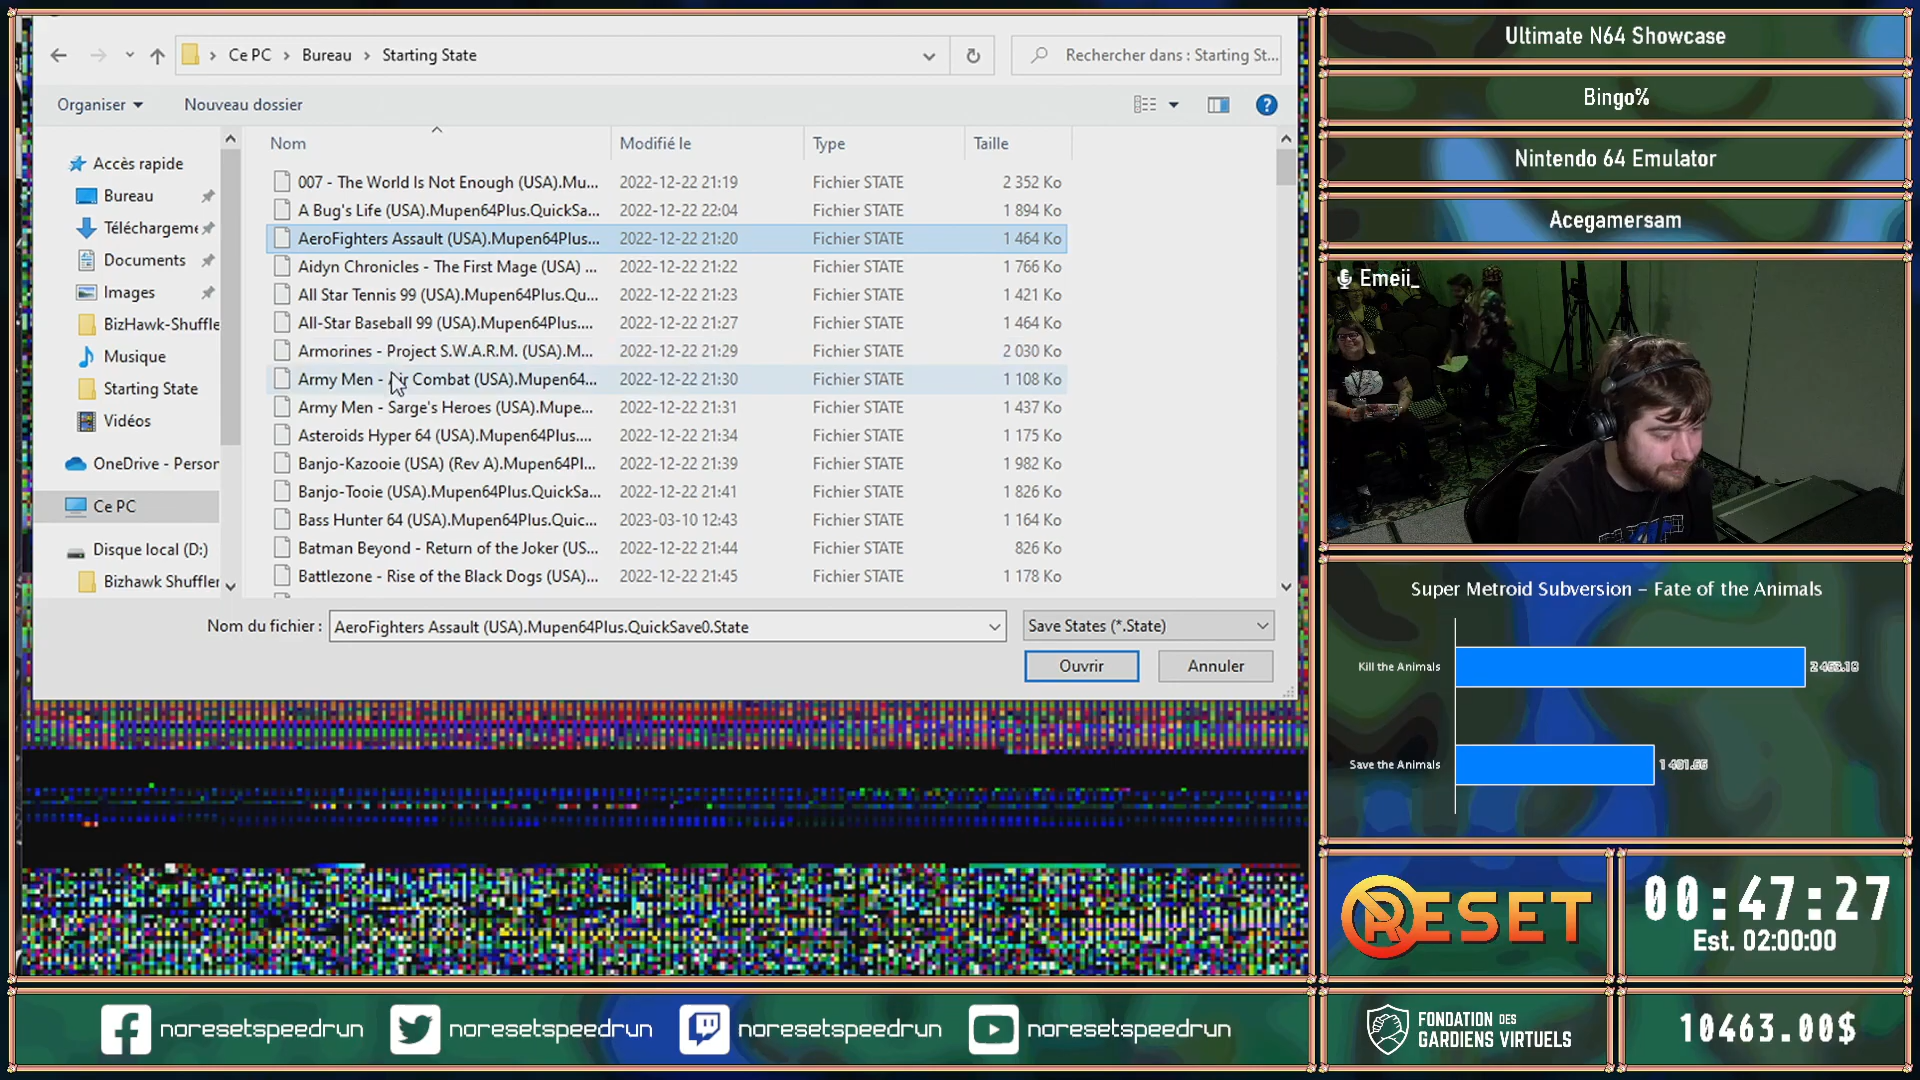 Ce PC › Bureau › Starting State
Rechercher dans : Starting St...
Organiser
Nouveau dossier
Accès rapide
Bureau
Téléchargeme
Documents
Images
BizHawk-Shuffle
Musique
Starting State
Vidéos
OneDrive - Person
Ce PC
Disque local (D:)
Bizhawk Shuffler
Nom Modifié le Type Taille
007 - The World Is Not Enough (USA).Mu... 2022-12-22 21:19 Fichier STATE 2 352 Ko
A Bug's Life (USA).Mupen64Plus.QuickSa... 2022-12-22 22:04 Fichier STATE 1 894 Ko
AeroFighters Assault (USA).Mupen64Plus... 2022-12-22 21:20 Fichier STATE 1 464 Ko
Aidyn Chronicles - The First Mage (USA) ... 2022-12-22 21:22 Fichier STATE 1 766 Ko
All Star Tennis 99 (USA).Mupen64Plus.Qu... 2022-12-22 21:23 Fichier STATE 1 421 Ko
All-Star Baseball 99 (USA).Mupen64Plus.... 2022-12-22 21:27 Fichier STATE 1 464 Ko
Armorines - Project S.W.A.R.M. (USA).M... 2022-12-22 21:29 Fichier STATE 2 030 Ko
Army Men - Air Combat (USA).Mupen64... 2022-12-22 21:30 Fichier STATE 1 108 Ko
Army Men - Sarge's Heroes (USA).Mupe... 2022-12-22 21:31 Fichier STATE 1 437 Ko
Asteroids Hyper 64 (USA).Mupen64Plus.... 2022-12-22 21:34 Fichier STATE 1 175 Ko
Banjo-Kazooie (USA) (Rev A).Mupen64Pl... 2022-12-22 21:39 Fichier STATE 1 982 Ko
Banjo-Tooie (USA).Mupen64Plus.QuickSa... 2022-12-22 21:41 Fichier STATE 1 826 Ko
Bass Hunter 64 (USA).Mupen64Plus.Quic... 2023-03-10 12:43 Fichier STATE 1 164 Ko
Batman Beyond - Return of the Joker (US... 2022-12-22 21:44 Fichier STATE 826 Ko
Battlezone - Rise of the Black Dogs (USA)... 2022-12-22 21:45 Fichier STATE 1 178 Ko
Nom du fichier : AeroFighters Assault (USA).Mupen64Plus.QuickSave0.State
Save States (*.State)
Ouvrir
Annuler
Ultimate N64 Showcase
Bingo%
Nintendo 64 Emulator
Acegamersam
Emeii_
Super Metroid Subversion - Fate of the Animals
Kill the Animals
Save the Animals
RESET
00:47:27
Est. 02:00:00
FONDATION DES
GARDIENS VIRTUELS
10463.00$
noresetspeedrun
noresetspeedrun
noresetspeedrun
noresetspeedrun